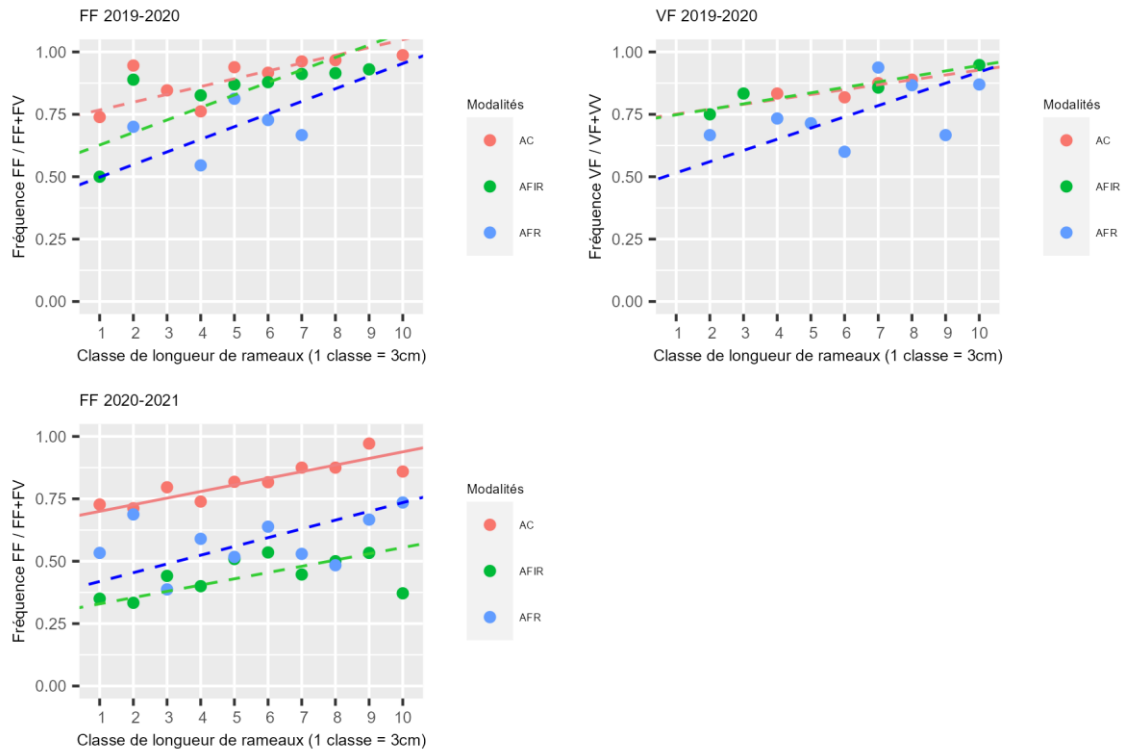 FF 2019-2020
Fréquence FF / FF+FV
1.00
0.75
0.50
0.25
0.00
1 2 3 4 5 6 7 8 9 10
Classe de longueur de rameaux (1 classe = 3cm)
Modalités
AC
AFIR
AFR
VF 2019-2020
Fréquence VF / VF+VV
1.00
0.75
0.50
0.25
0.00
1 2 3 4 5 6 7 8 9 10
Classe de longueur de rameaux (1 classe = 3cm)
Modalités
AC
AFIR
AFR
FF 2020-2021
Fréquence FF / FF+FV
1.00
0.75
0.50
0.25
0.00
1 2 3 4 5 6 7 8 9 10
Classe de longueur de rameaux (1 classe = 3cm)
Modalités
AC
AFIR
AFR